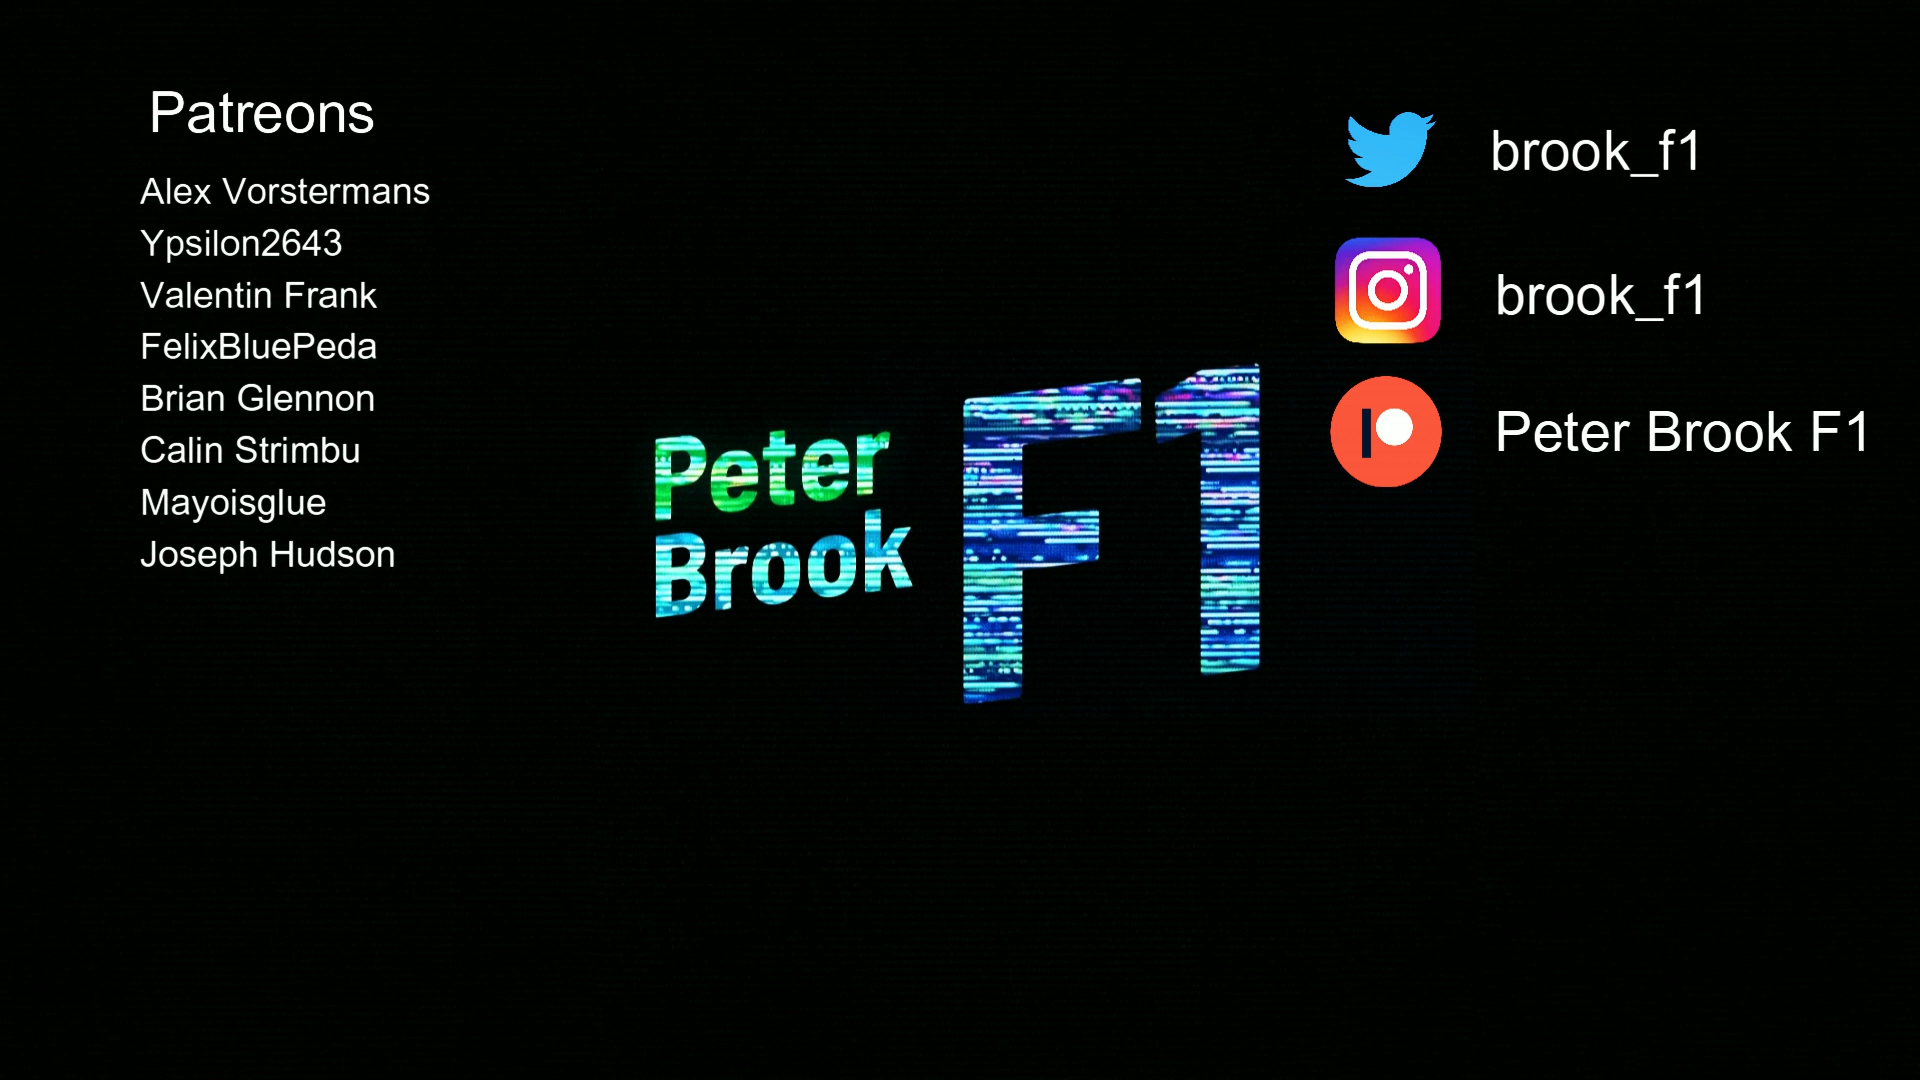 Patreons
Alex Vorstermans
Ypsilon2643
Valentin Frank
FelixBluePeda
Brian Glennon
Calin Strimbu
Mayoisglue
Joseph Hudson
Peter
Brook
F1
brook_f1
brook_f1
Peter Brook F1